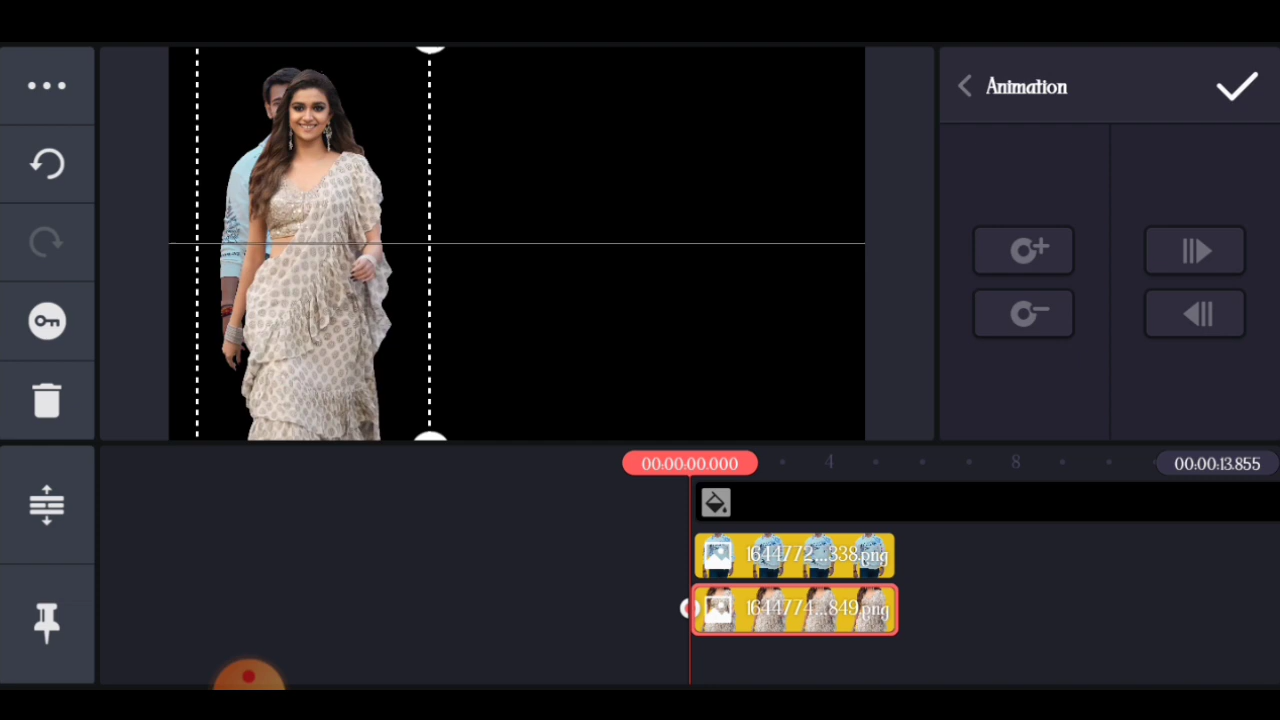 Animation
00:00:00.000
4
8
00:00:13.855
1644772...338.png
1644774...849.png